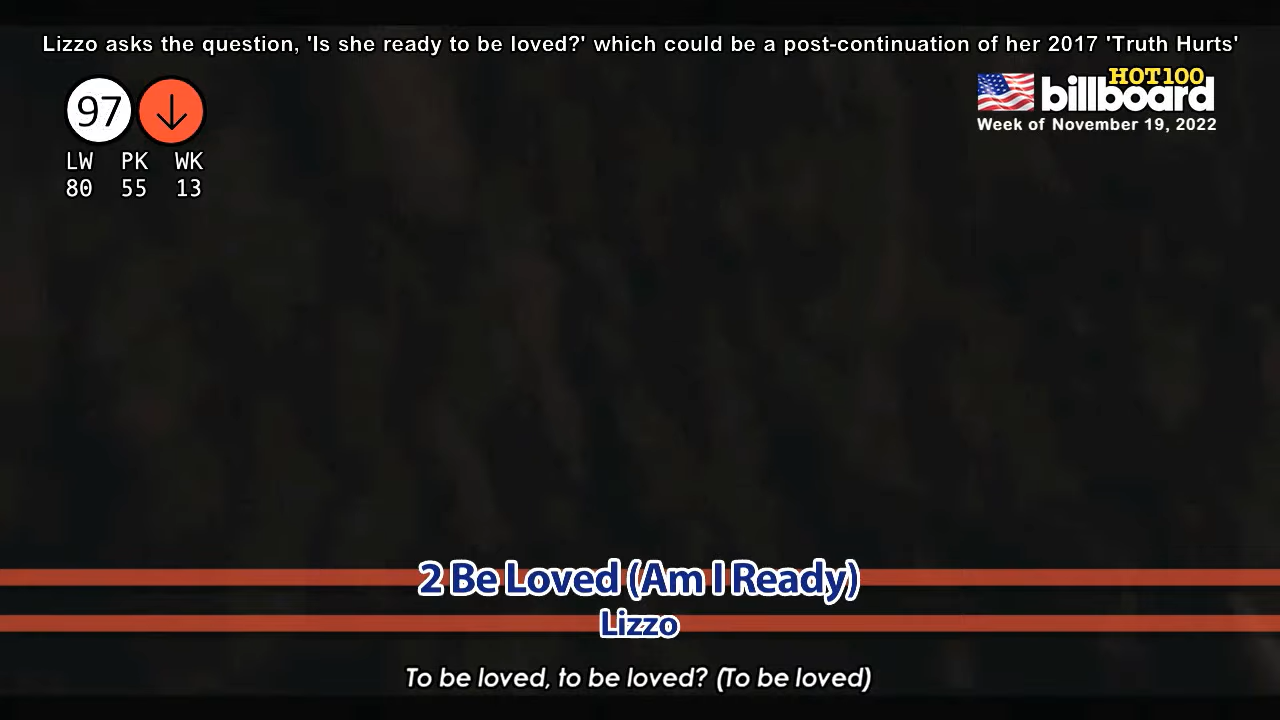 Lizzo asks the question, 'Is she ready to be loved?' which could be a post-continuation of her 2017 'Truth Hurts'
97 ↓
LW PK WK
80 55 13
HOT100
billboard
Week of November 19, 2022
2 Be Loved (Am I Ready)
Lizzo
To be loved, to be loved? (To be loved)